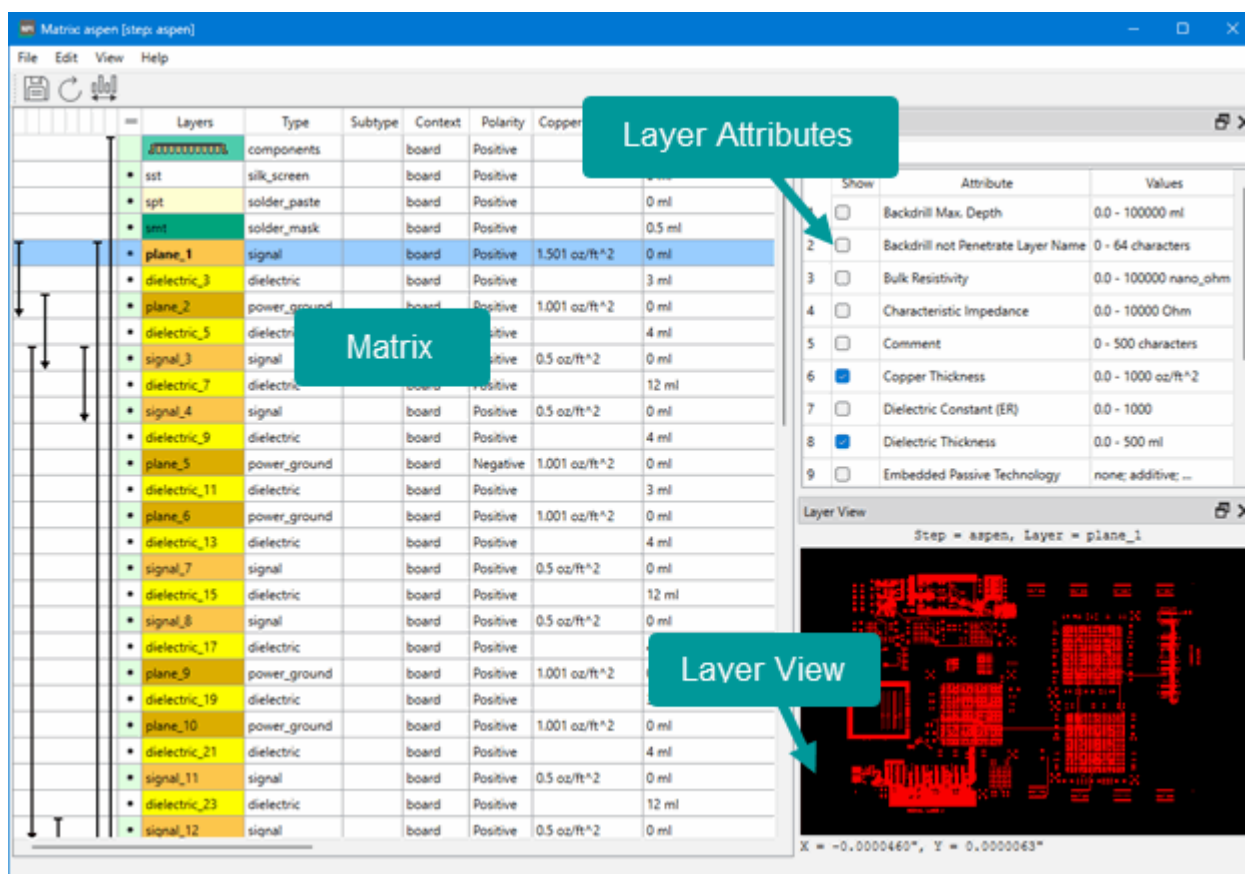 Matrix: aspen [step: aspen]
File Edit View Help
Layers Type Subtype Context Polarity Copper
components board Positive
sst silk_screen board Positive
spt solder_paste board Positive 0 ml
smt solder_mask board Positive 0.5 ml
plane_1 signal board Positive 1.501 oz/ft^2 0 ml
dielectric_3 dielectric board Positive 3 ml
plane_2 power_ground board Positive 1.001 oz/ft^2 0 ml
dielectric_5 4 ml
signal_3 signal 0.5 oz/ft^2 0 ml
dielectric_7 dielectric board Positive 12 ml
signal_4 signal board Positive 0.5 oz/ft^2 0 ml
dielectric_9 dielectric board Positive 4 ml
plane_5 power_ground board Negative 1.001 oz/ft^2 0 ml
dielectric_11 dielectric board Positive 3 ml
plane_6 power_ground board Positive 1.001 oz/ft^2 0 ml
dielectric_13 dielectric board Positive 4 ml
signal_7 signal board Positive 0.5 oz/ft^2 0 ml
dielectric_15 dielectric board Positive 12 ml
signal_8 signal board Positive 0.5 oz/ft^2 0 ml
dielectric_17 dielectric board Positive
plane_9 power_ground board Positive 1.001 oz/ft^2
dielectric_19 dielectric board Positive
plane_10 power_ground board Positive 1.001 oz/ft^2 0 ml
dielectric_21 dielectric board Positive 4 ml
signal_11 signal board Positive 0.5 oz/ft^2 0 ml
dielectric_23 dielectric board Positive 12 ml
signal_12 signal board Positive 0.5 oz/ft^2 0 ml
Matrix
Layer Attributes
Show Attribute Values
Backdrill Max. Depth 0.0 - 100000 ml
2 Backdrill not Penetrate Layer Name 0 - 64 characters
3 Bulk Resistivity 0.0 - 100000 nano_ohm
4 Characteristic Impedance 0.0 - 10000 Ohm
5 Comment 0 - 500 characters
6 Copper Thickness 0.0 - 1000 oz/ft^2
7 Dielectric Constant (ER) 0.0 - 1000
8 Dielectric Thickness 0.0 - 500 ml
9 Embedded Passive Technology none; additive; ...
Layer View
Step = aspen, Layer = plane_1
Layer View
X = -0.0000460", Y = 0.0000063"